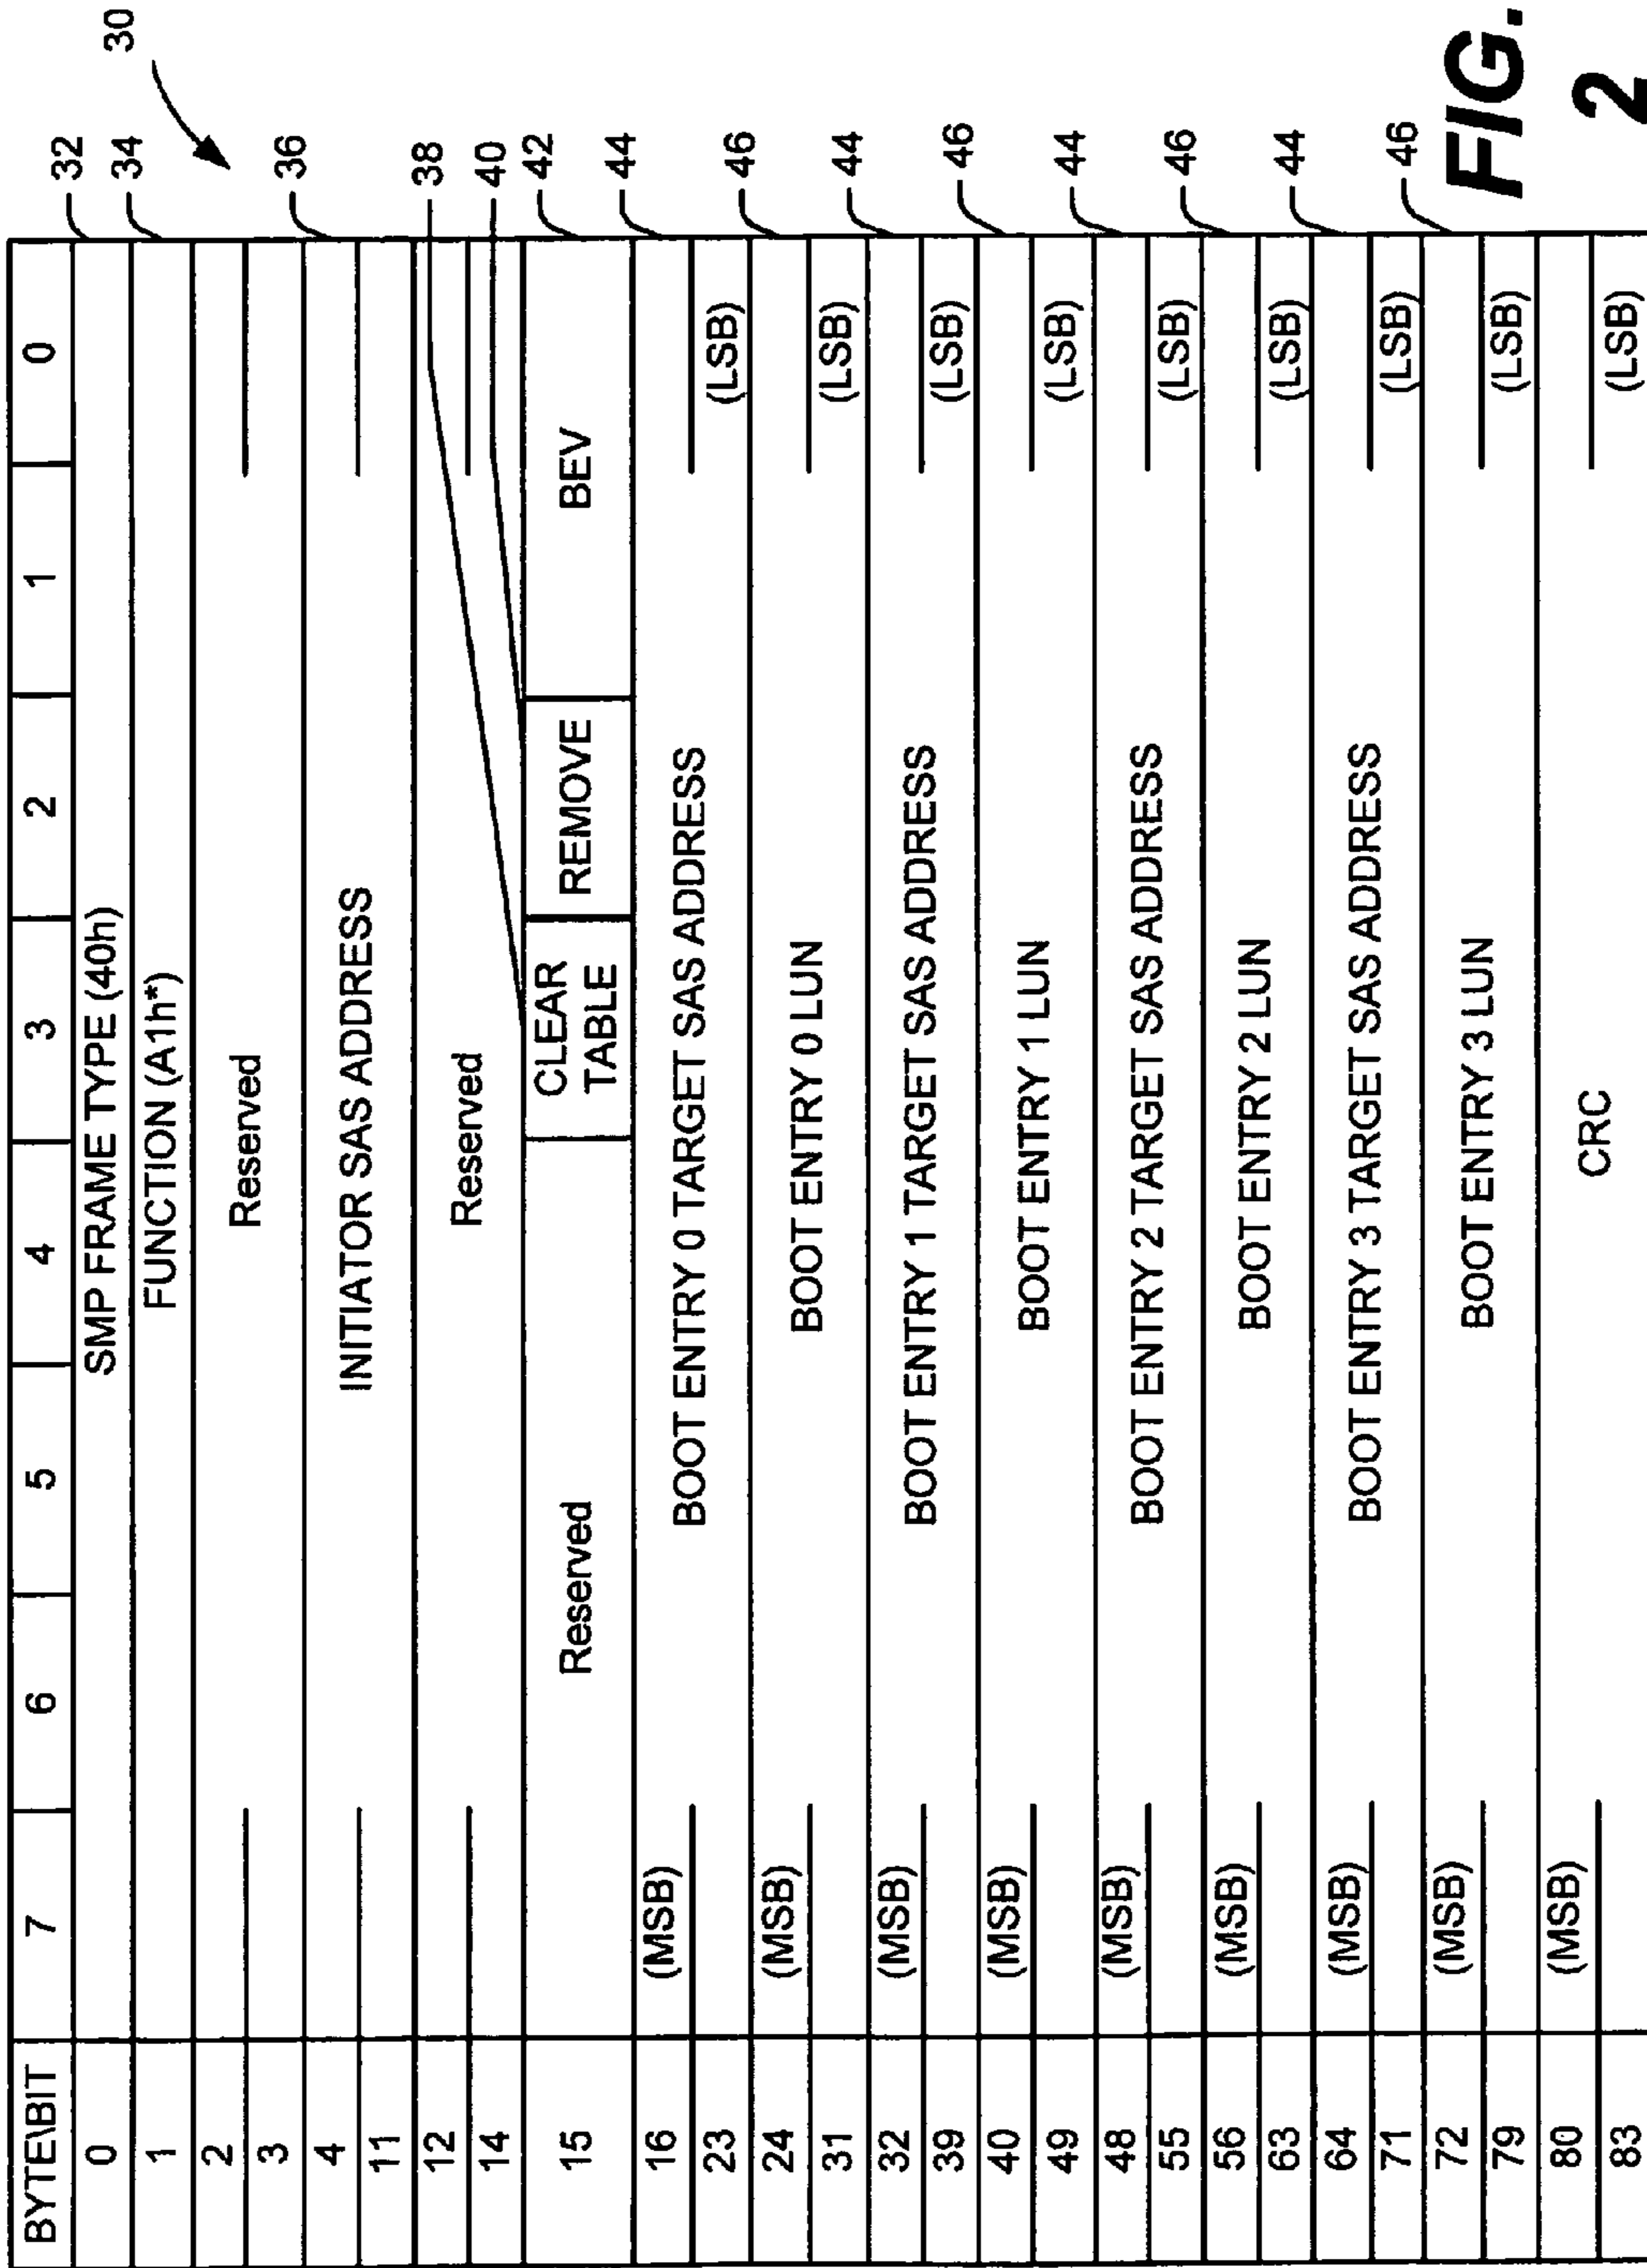 BYTE\BIT 7 6 5 4 3 2 1 0
0 SMP FRAME TYPE (40h) 32
1 FUNCTION (A1h*) 34
30
2 Reserved
3
4 INITIATOR SAS ADDRESS 36
11
12 Reserved 38
14 40
15 Reserved CLEAR TABLE REMOVE BEV 42
16 (MSB) BOOT ENTRY 0 TARGET SAS ADDRESS 44
23 (LSB)
24 (MSB) BOOT ENTRY 0 LUN 46
31 (LSB)
32 (MSB) BOOT ENTRY 1 TARGET SAS ADDRESS 44
39 (LSB)
40 (MSB) BOOT ENTRY 1 LUN 46
49 (LSB)
48 (MSB) BOOT ENTRY 2 TARGET SAS ADDRESS 44
55 (LSB)
56 (MSB) BOOT ENTRY 2 LUN 46
63 (LSB)
64 (MSB) BOOT ENTRY 3 TARGET SAS ADDRESS 44
71 (LSB)
72 (MSB) BOOT ENTRY 3 LUN 46
79 (LSB)
80 (MSB) CRC
83 (LSB)
FIG.
2